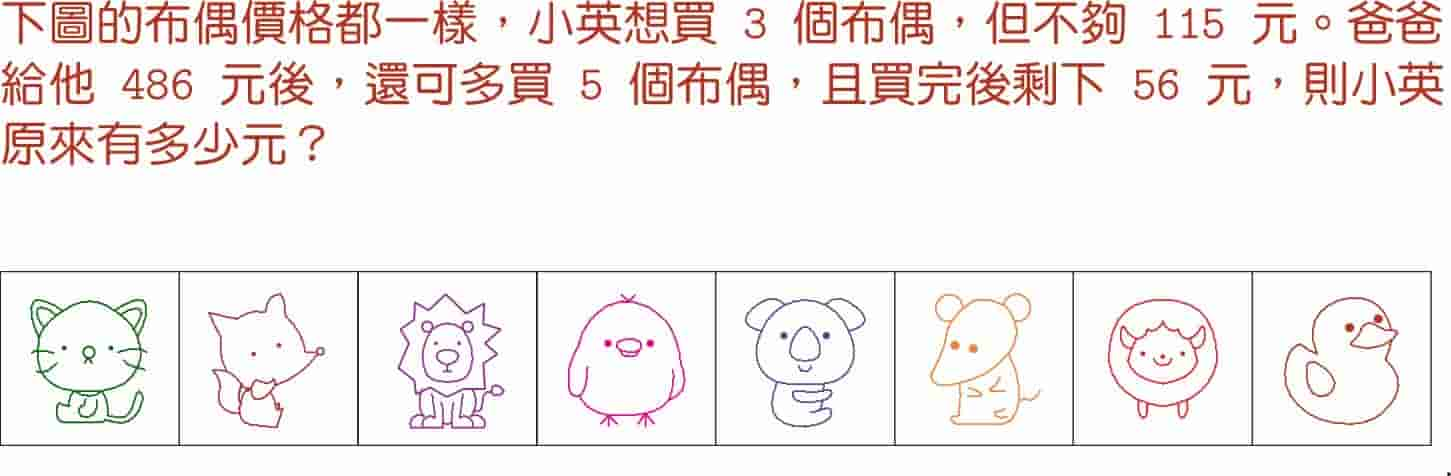 下圖的布偶價格都一樣，小英想買 3 個布偶，但不夠 115 元。爸爸
給他 486 元後，還可多買 5 個布偶，且買完後剩下 56 元，則小英
原來有多少元？